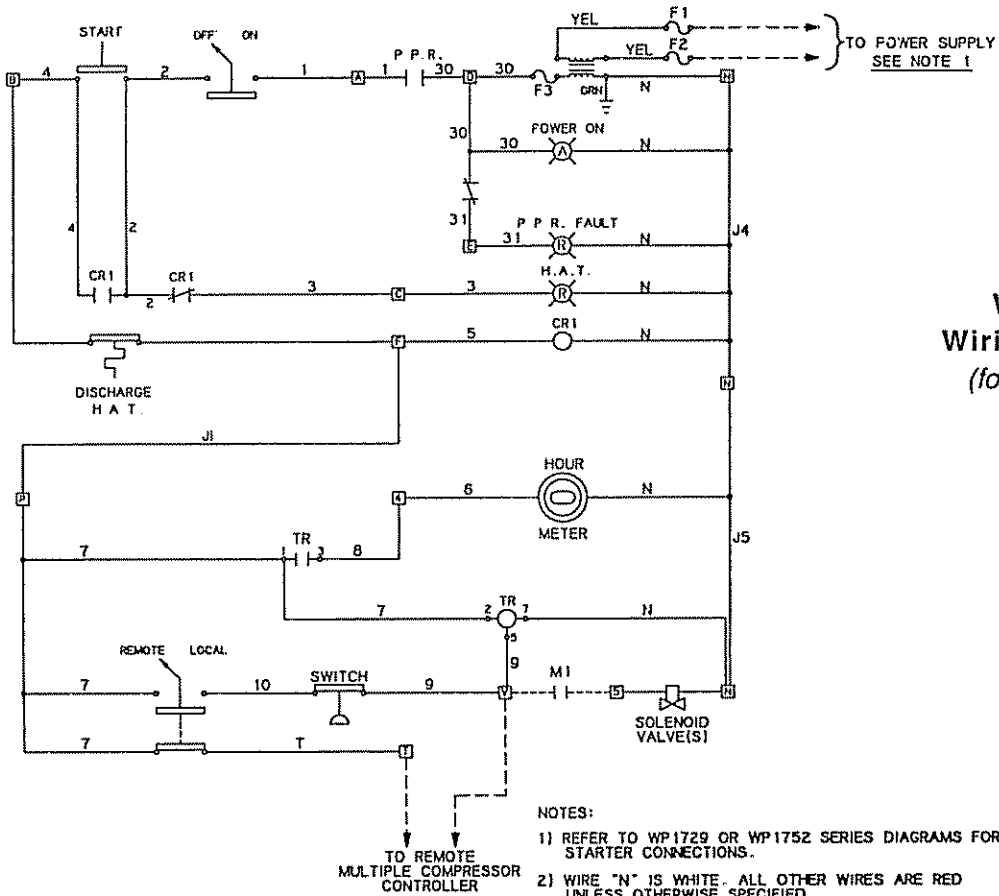 YEL
F1
START
OFF ON
P P.R.
YEL
F2
TO POWER SUPPLY
SEE NOTE 1
B
4
2
1
A
1
30
D
30
F3
GRN
N
N
30
POWER ON
30
A
N
31
P P R. FAULT
4
2
E
31
R
N
J4
H.A.T.
CR1
CR1
2
3
C
3
R
N
CR1
5
F
N
DISCHARGE
H A T.
N
Wiri
(fo
J1
HOUR
P
4
6
N
METER
TR
J5
7
1
3
8
TR
7
2
7
N
5
REMOTE LOCAL
9
SWITCH
M1
7
10
9
V
S
N
SOLENOID
VALVE(S)
7
T
T
NOTES:
TO REMOTE
MULTIPLE COMPRESSOR
CONTROLLER
1) REFER TO WP1729 OR WP1752 SERIES DIAGRAMS FOR
STARTER CONNECTIONS.
2) WIRE "N" IS WHITE. ALL OTHER WIRES ARE RED
UNLESS OTHERWISE SPECIFIED